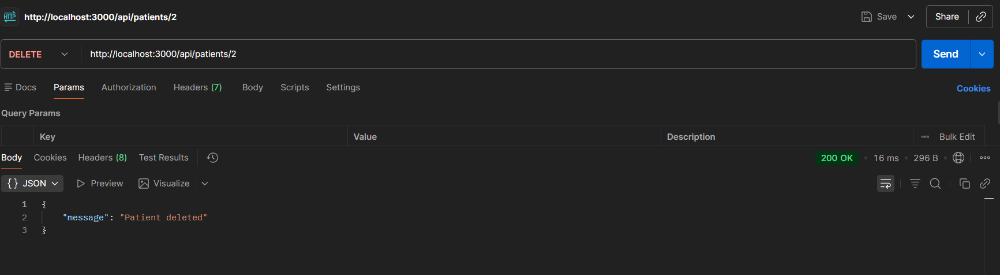 HTTP http://localhost:3000/api/patients/2 Save Share
DELETE http://localhost:3000/api/patients/2 Send
Docs Params Authorization Headers (7) Body Scripts Settings Cookies
Query Params
Key Value Description Bulk Edit
Body Cookies Headers (8) Test Results 200 OK • 16 ms • 296 B •
{} JSON Preview Visualize
1 {
2 "message": "Patient deleted"
3 }